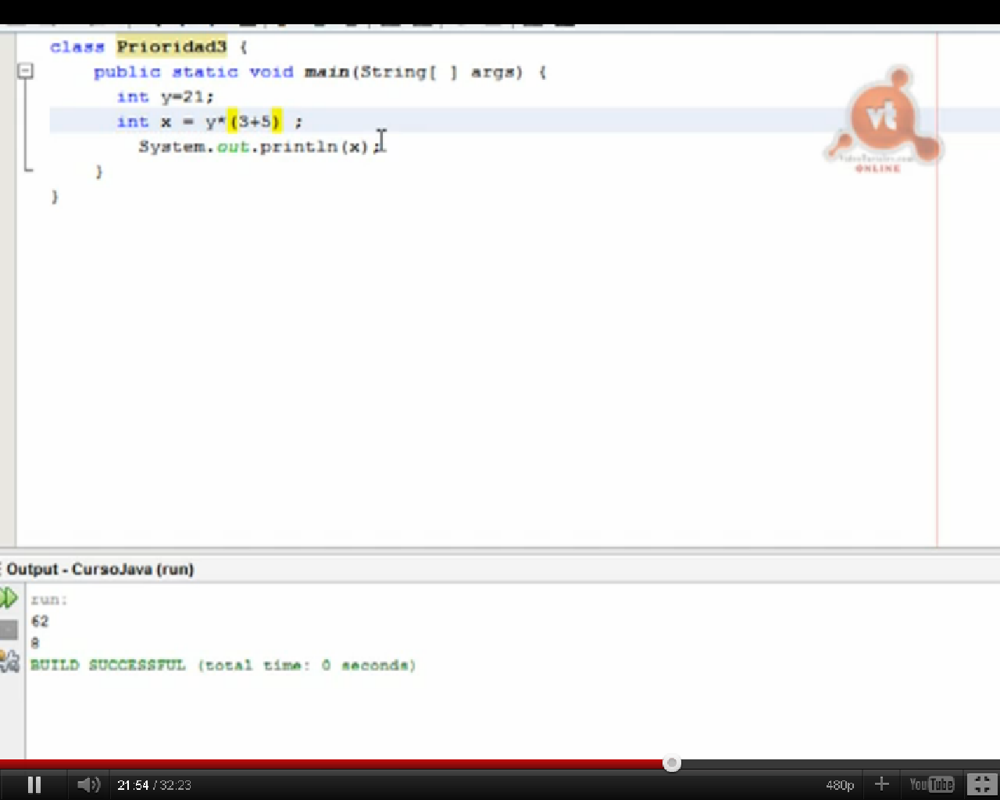 class Prioridad3 {
public static void main(String[ ] args) {
int y=21;
int x = y*(3+5) ;
System.out.println(x);
}
}
vt
ONLINE
Output - CursoJava (run)
run:
62
8
BUILD SUCCESSFUL (total time: 0 seconds)
21:54 / 32:23
480p
YouTube